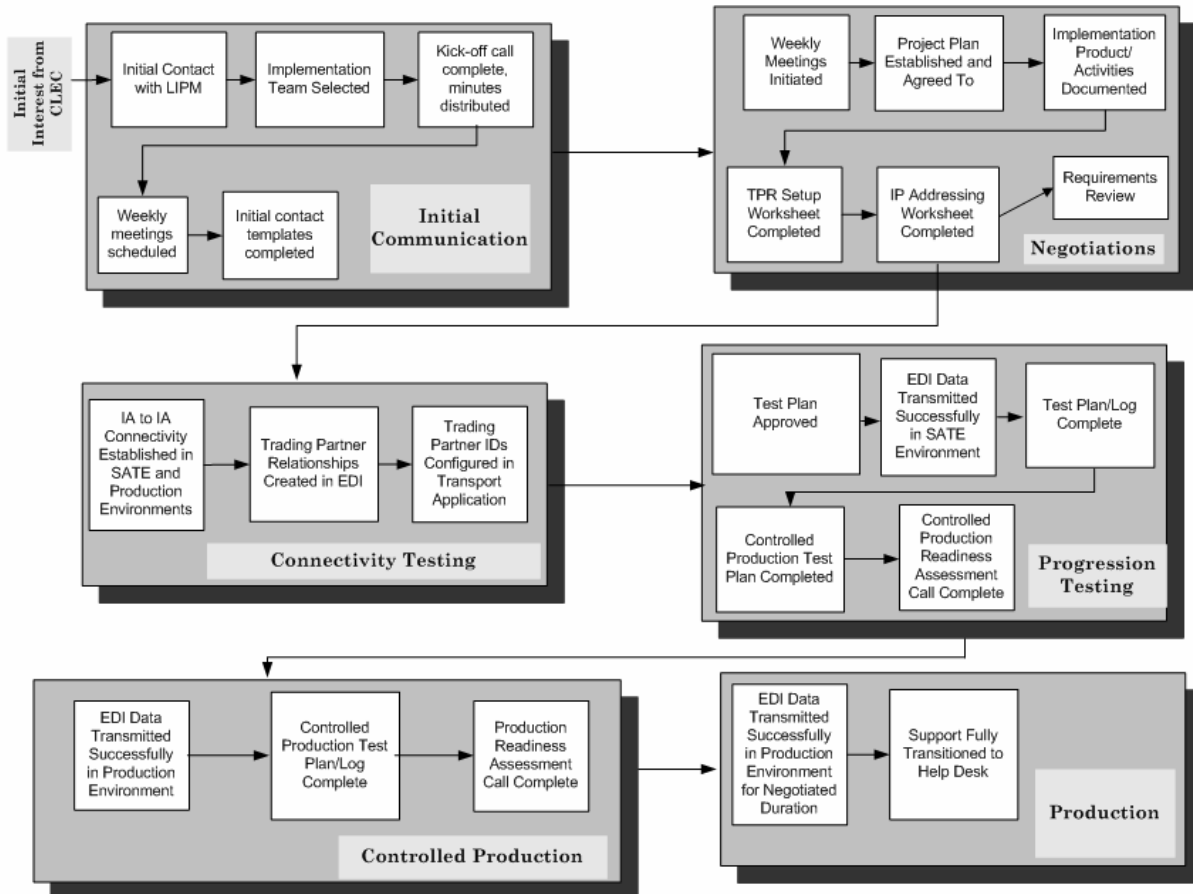 Initial
Interest from
CLEC
Initial Contact
with LIPM
Implementation
Team Selected
Kick-off call
complete,
minutes
distributed
Weekly
meetings
scheduled
Initial contact
templates
completed
Initial
Communication
Weekly
Meetings
Initiated
Project Plan
Established and
Agreed To
Implementation
Product/
Activities
Documented
TPR Setup
Worksheet
Completed
IP Addressing
Worksheet
Completed
Requirements
Review
Negotiations
IA to IA
Connectivity
Established in
SATE and
Production
Environments
Trading Partner
Relationships
Created in EDI
Trading
Partner IDs
Configured in
Transport
Application
Connectivity Testing
Test Plan
Approved
EDI Data
Transmitted
Successfully
in SATE
Environment
Test Plan/Log
Complete
Controlled
Production Test
Plan Completed
Controlled
Production
Readiness
Assessment
Call Complete
Progression
Testing
EDI Data
Transmitted
Successfully
in Production
Environment
Controlled
Production Test
Plan/Log
Complete
Production
Readiness
Assessment
Call Complete
Controlled Production
EDI Data
Transmitted
Successfully
in Production
Environment
for Negotiated
Duration
Support Fully
Transitioned to
Help Desk
Production